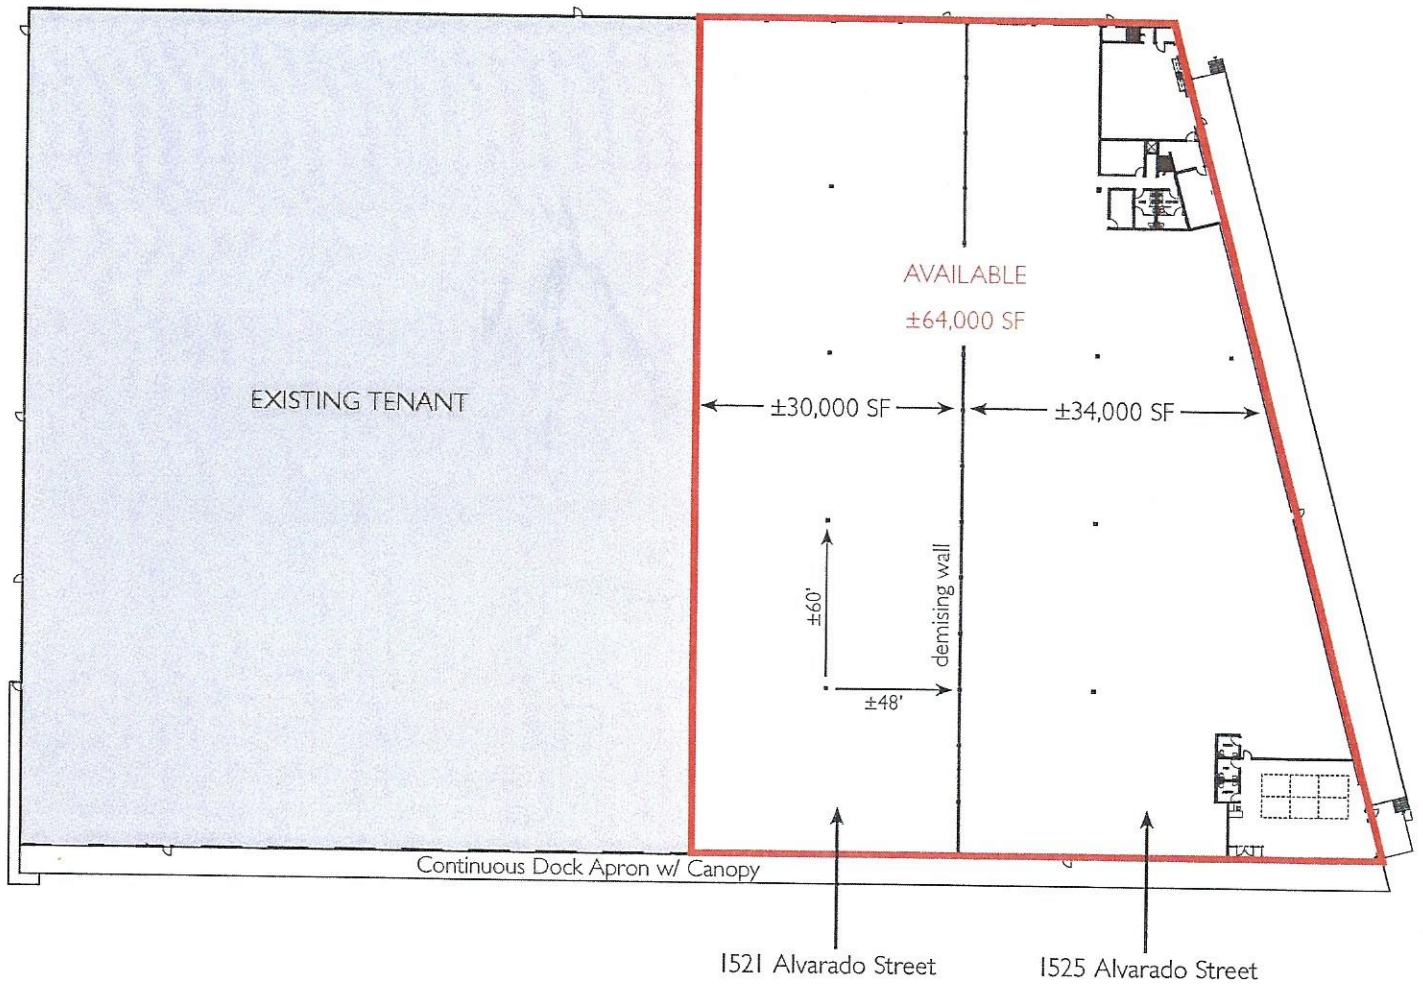 AVAILABLE
±64,000 SF
EXISTING TENANT
±30,000 SF
±34,000 SF
±60'
demising wall
±48'
Continuous Dock Apron w/ Canopy
1521 Alvarado Street
1525 Alvarado Street